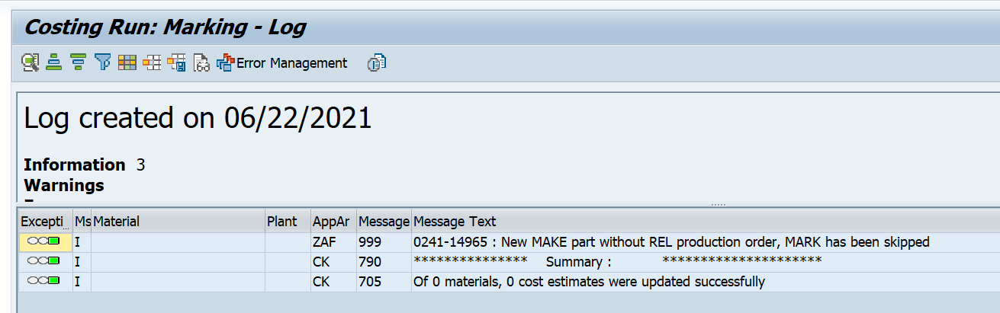 Costing Run: Marking - Log
Error Management
Log created on 06/22/2021
Information 3
Warnings
Excepti... Ms Material Plant AppAr Message Message Text
I ZAF 999 0241-14965 : New MAKE part without REL production order, MARK has been skipped
I CK 790 *************** Summary : *********************
I CK 705 Of 0 materials, 0 cost estimates were updated successfully